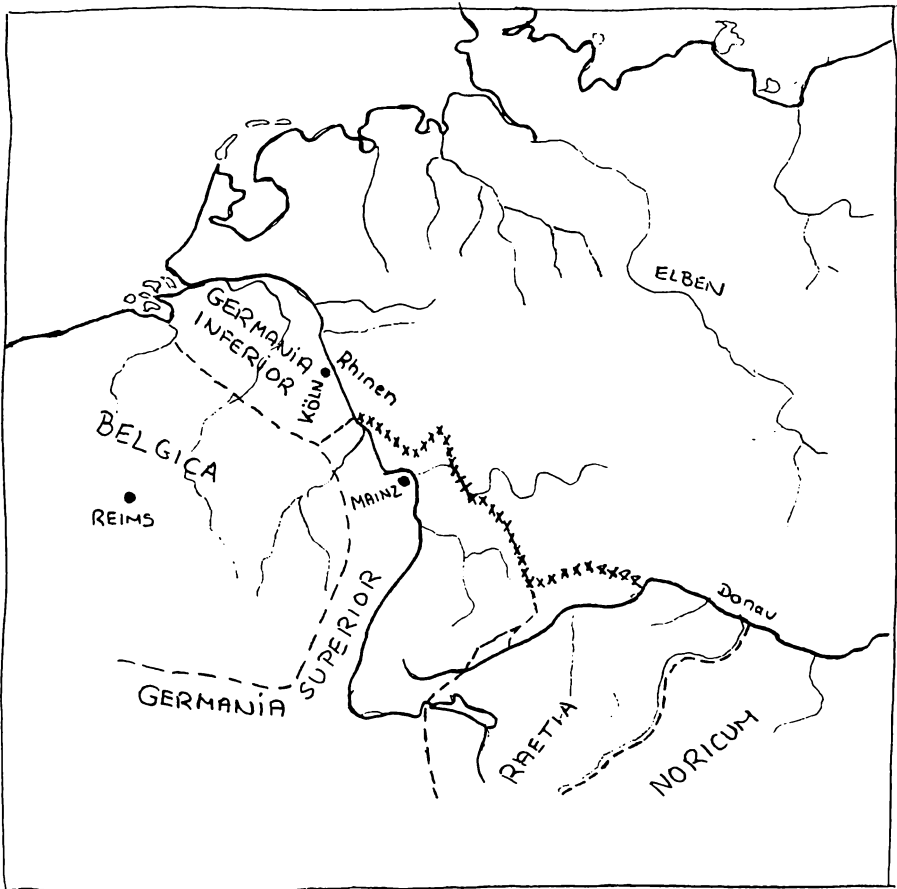 ELBEN
GERMANIA
INFERIOR
Rhinen
KÖLN
BELGICA
MAINZ
REIMS
Donau
GERMANIA SUPERIOR
RAETIA
NORICUM